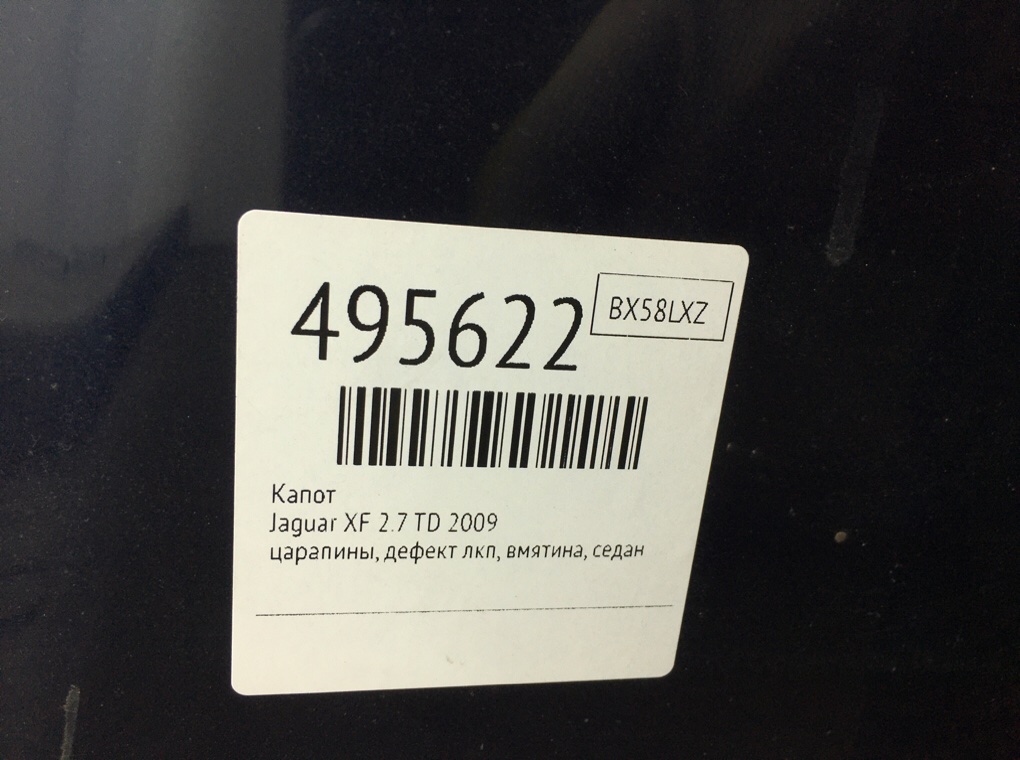 495622
BX58LXZ
Капот
Jaguar XF 2.7 TD 2009
царапины, дефект лкп, вмятина, седан